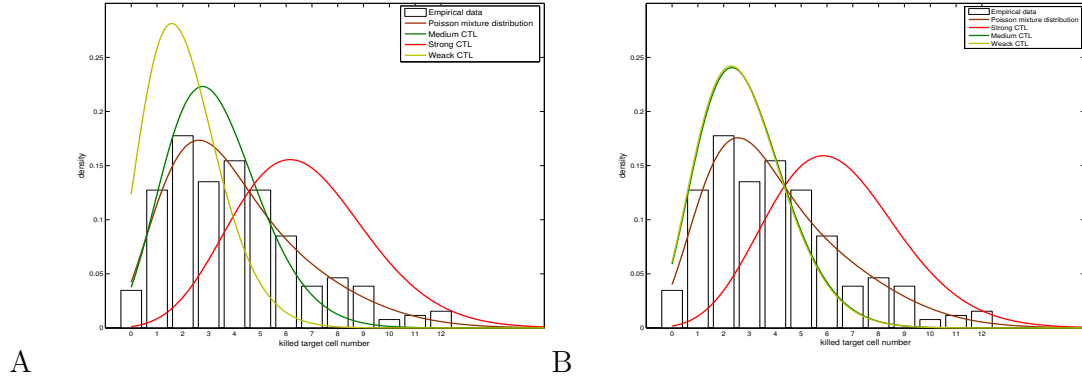 Empirical data
Poisson mixture distribution
Medium CTL
Strong CTL
Weack CTL
0.25
0.2
0.15
0.1
0.05
0
density
0 1 2 3 4 5 6 7 8 9 10 11 12
killed target cell number
A
Empirical data
Poisson mixture distribution
Strong CTL
Medium CTL
Weack CTL
0.25
0.2
0.15
0.1
0.05
0
density
0 1 2 3 4 5 6 7 8 9 10 11 12
killed target cell number
B